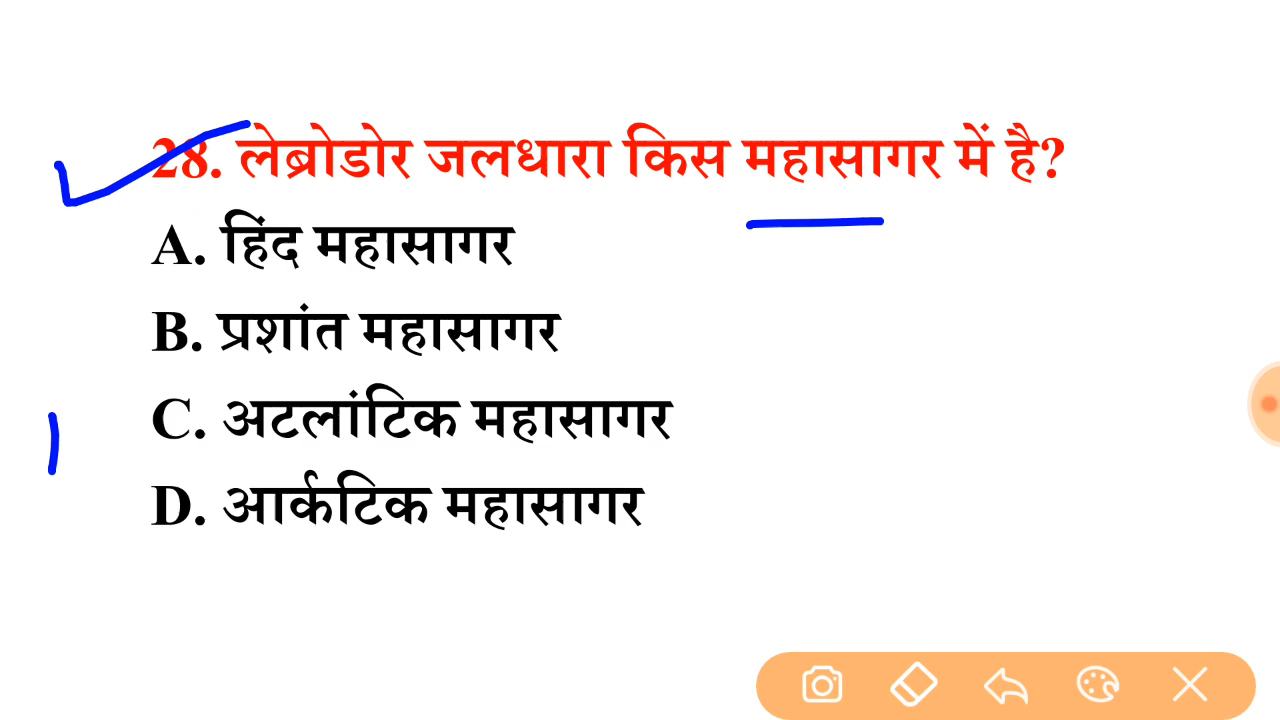 28. लेब्रोडोर जलधारा किस महासागर में है?
A. हिंद महासागर
B. प्रशांत महासागर
C. अटलांटिक महासागर
D. आर्कटिक महासागर